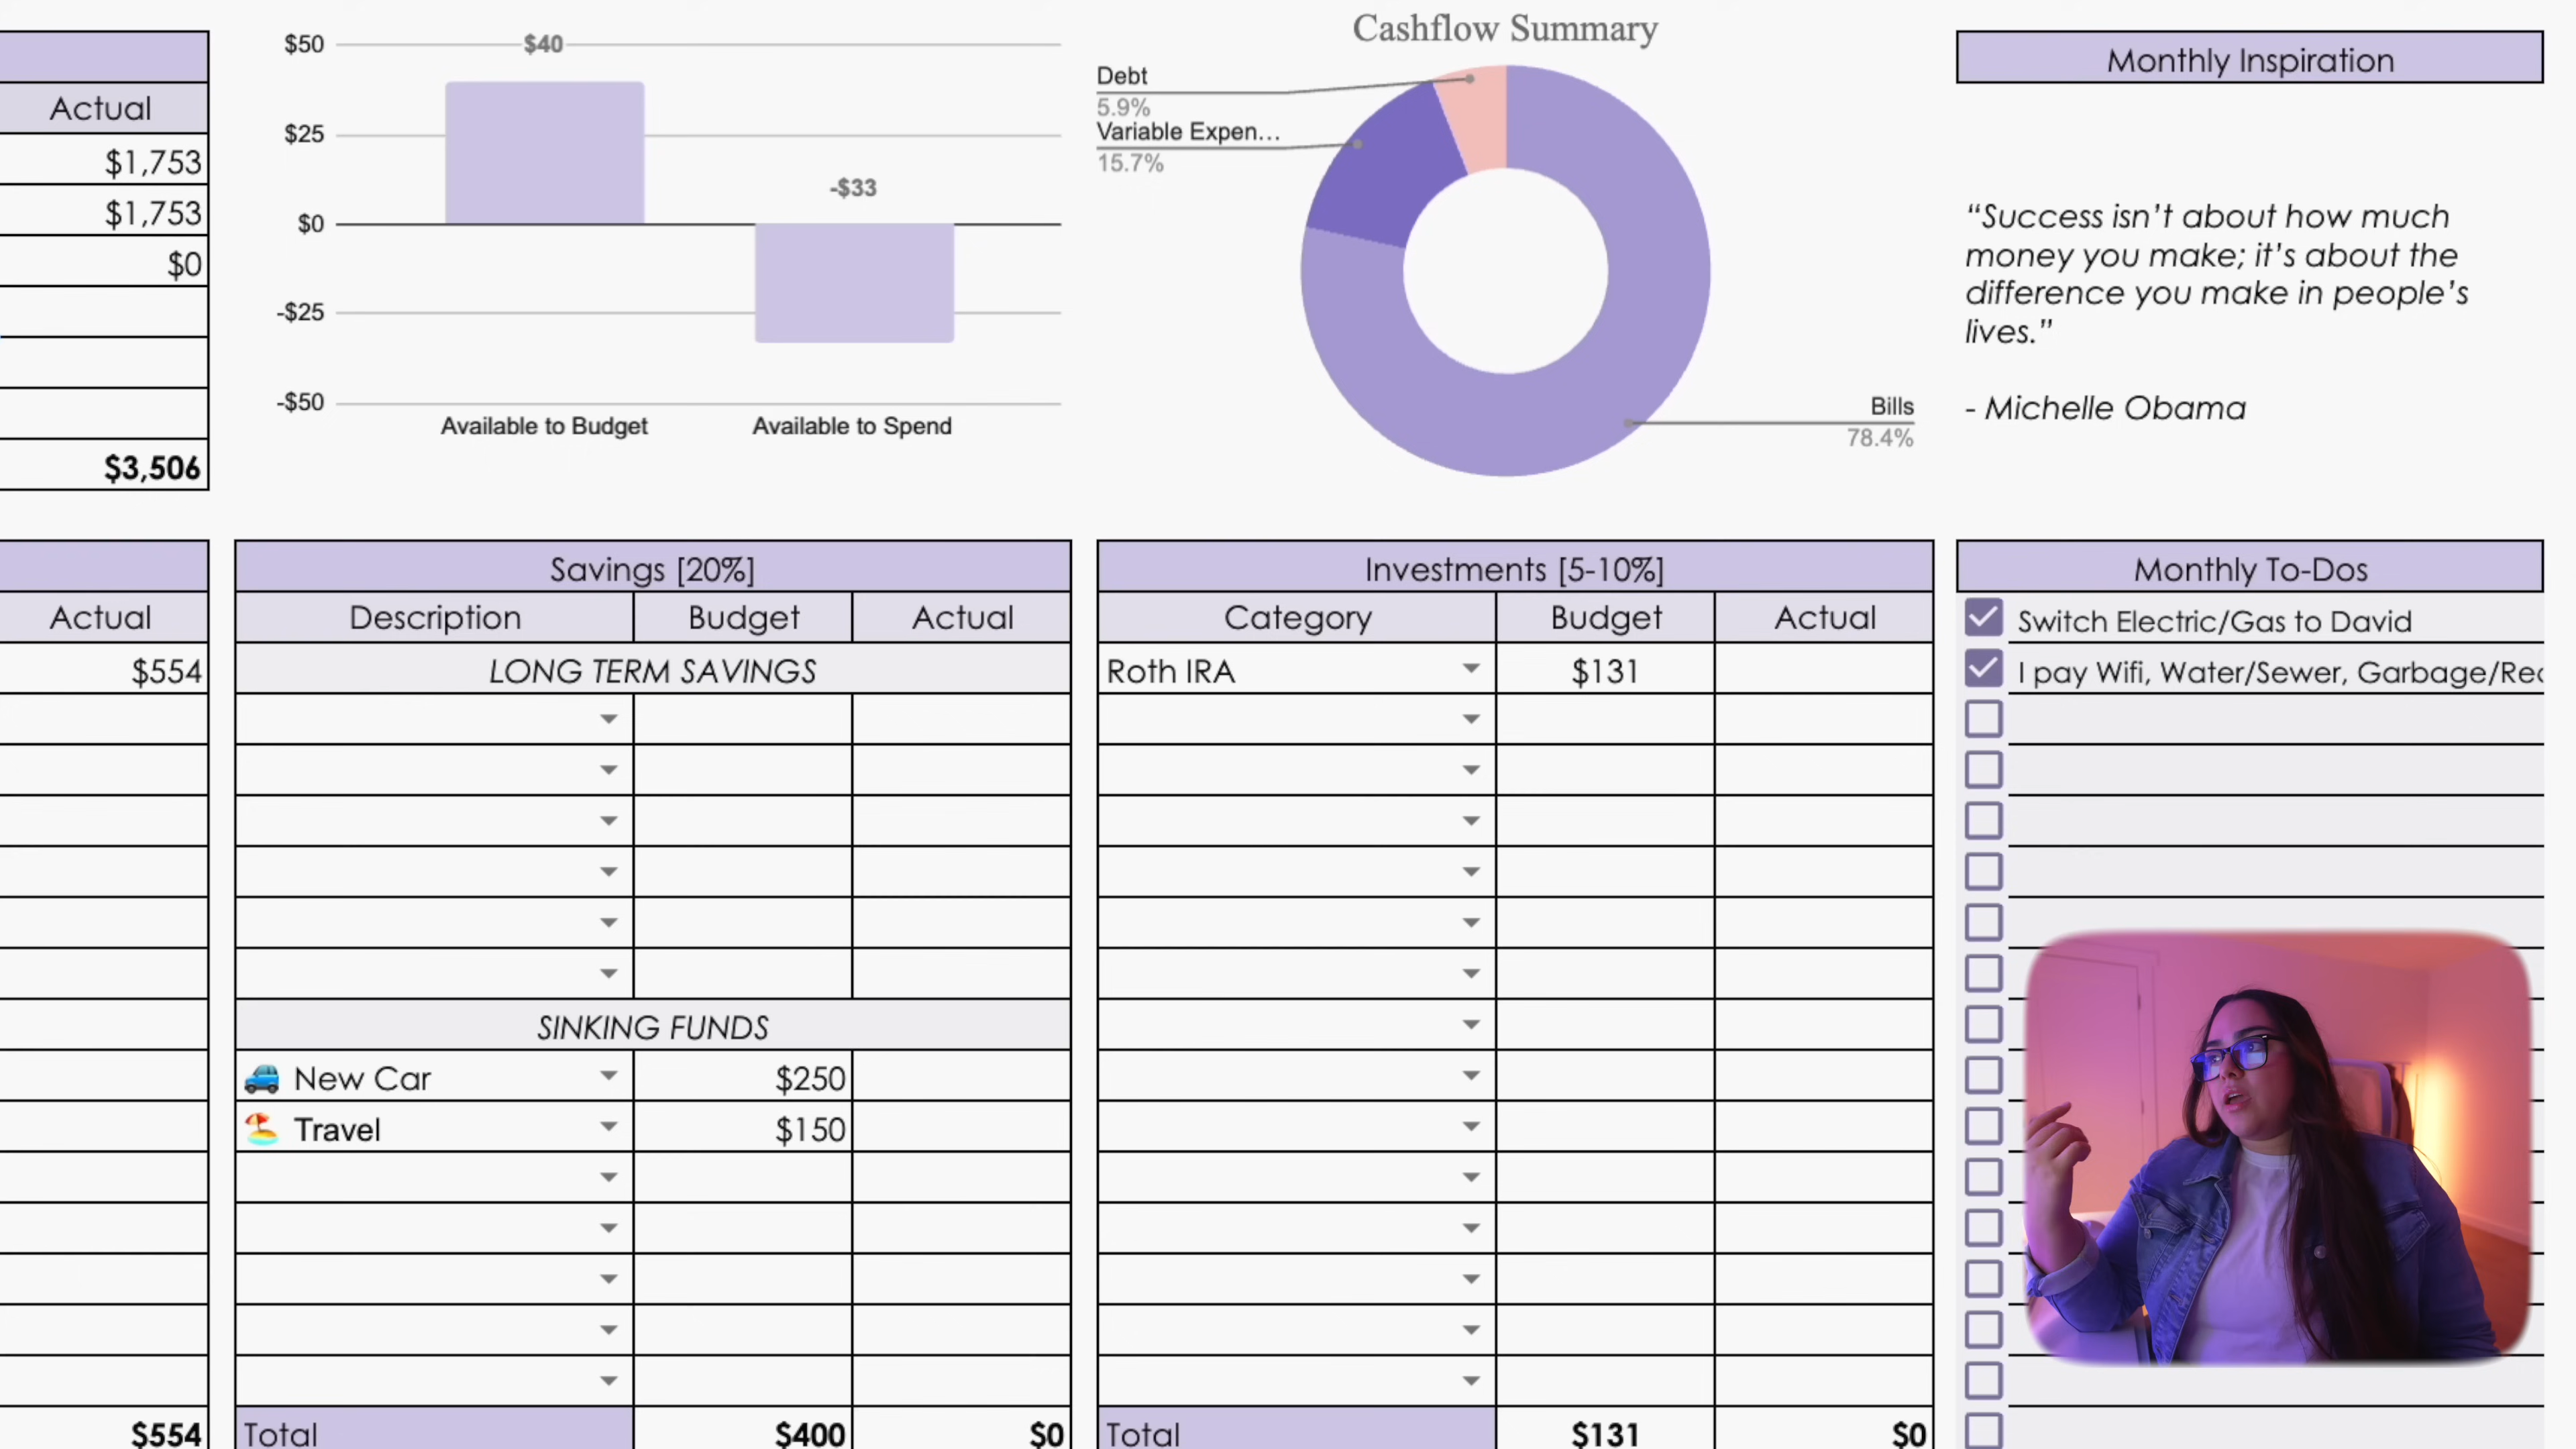 Actual
$1,753
$1,753
$0
$3,506
$50
$40
$25
-$33
$0
-$25
-$50
Available to Budget
Available to Spend
Cashflow Summary
Debt
5.9%
Variable Expen...
15.7%
Bills
78.4%
Monthly Inspiration
“Success isn’t about how much
money you make; it’s about the
difference you make in people’s
lives.”
- Michelle Obama
Actual
$554
$554
Savings [20%]
Description Budget Actual
LONG TERM SAVINGS
SINKING FUNDS
New Car $250
Travel $150
Total $400 $0
Investments [5-10%]
Category Budget Actual
Roth IRA $131
Total $131 $0
Monthly To-Dos
Switch Electric/Gas to David
I pay Wifi, Water/Sewer, Garbage/Rec